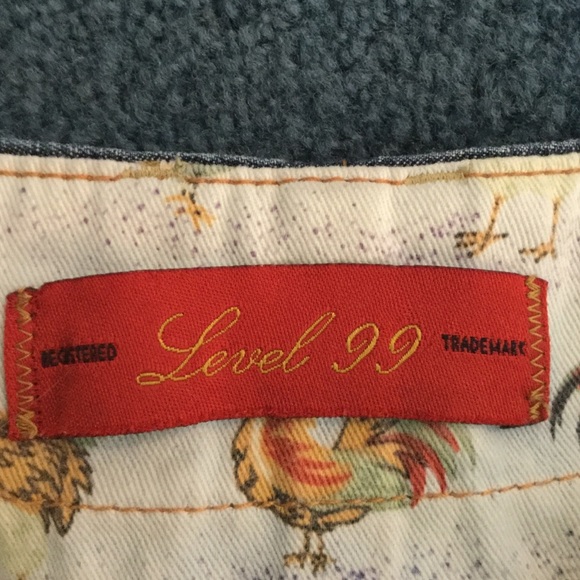 REGISTERED Level 99 TRADEMARK